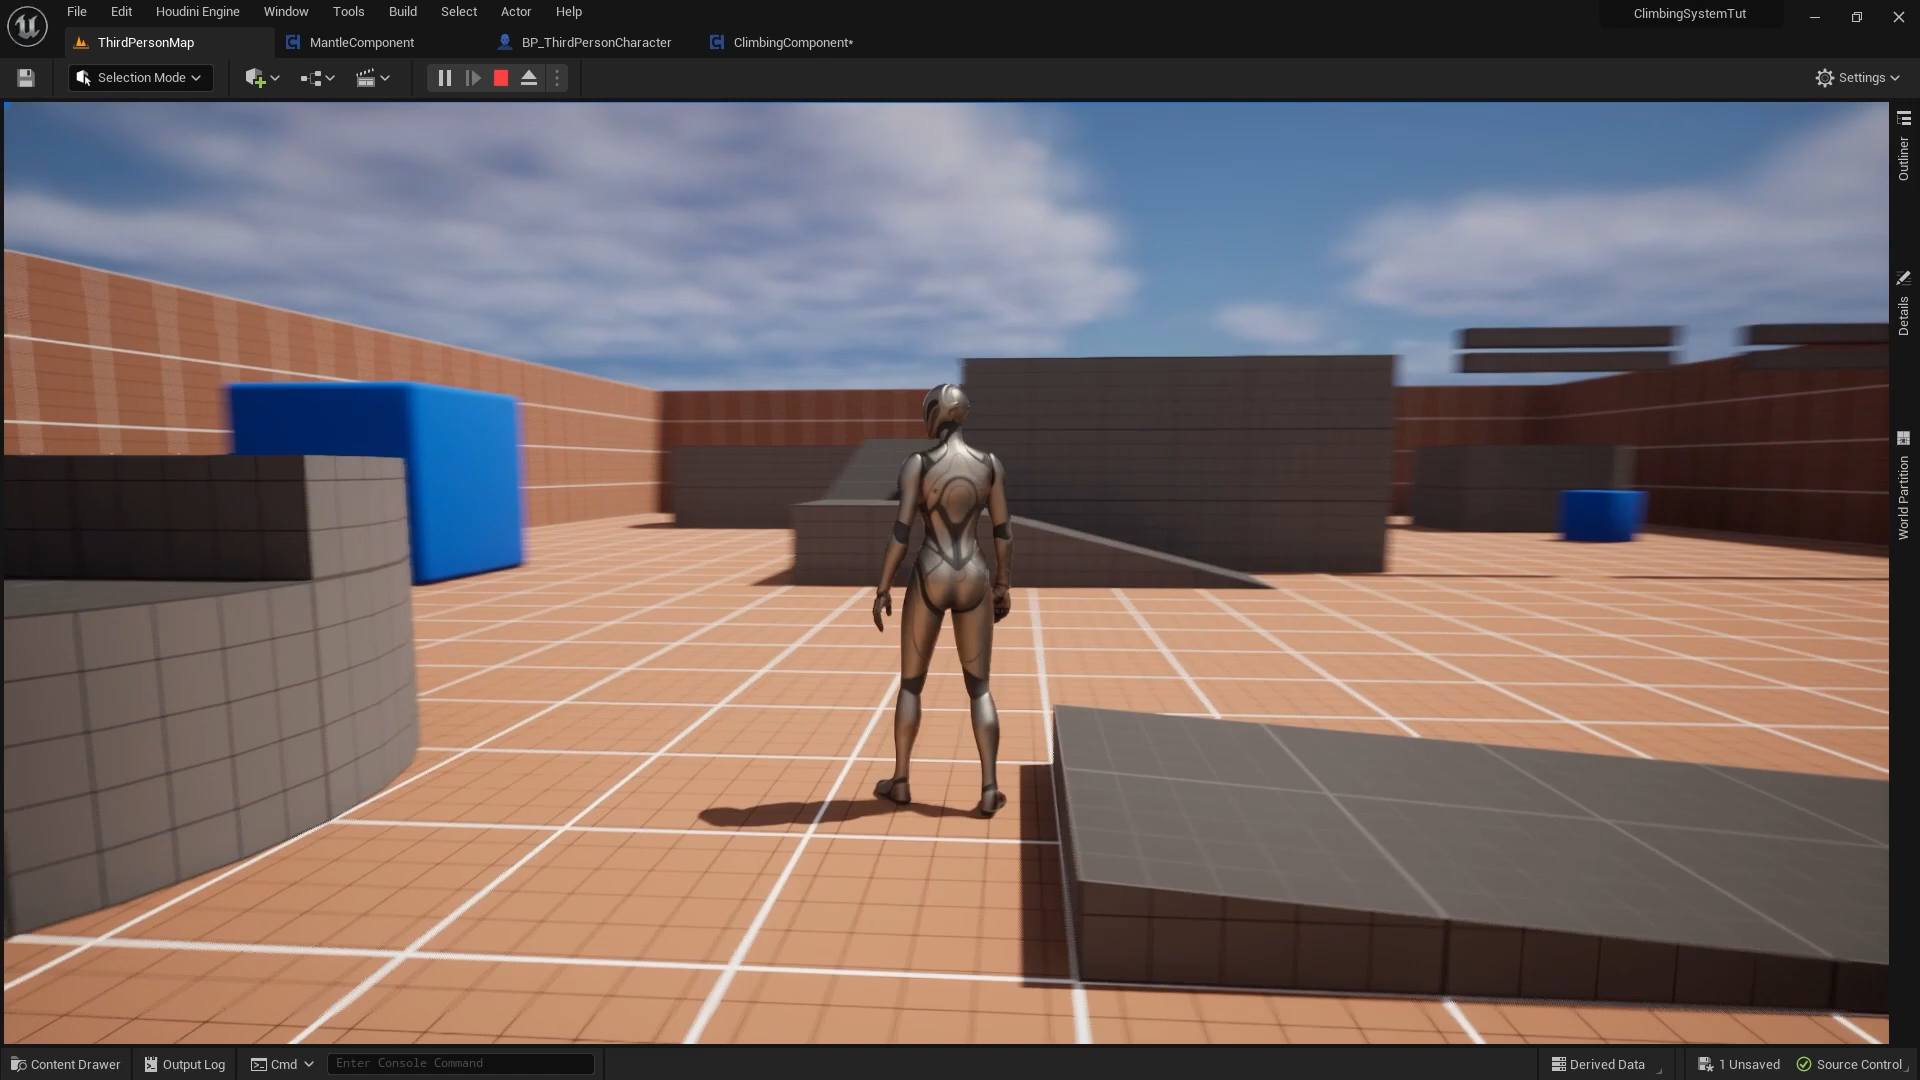 File Edit Houdini Engine Window Tools Build Select Actor Help
ClimbingSystemTut
ThirdPersonMap MantleComponent BP_ThirdPersonCharacter ClimbingComponent*
Selection Mode
Settings
Outliner
Details
World Partition
Content Drawer Output Log Cmd Enter Console Command Derived Data 1 Unsaved Source Control